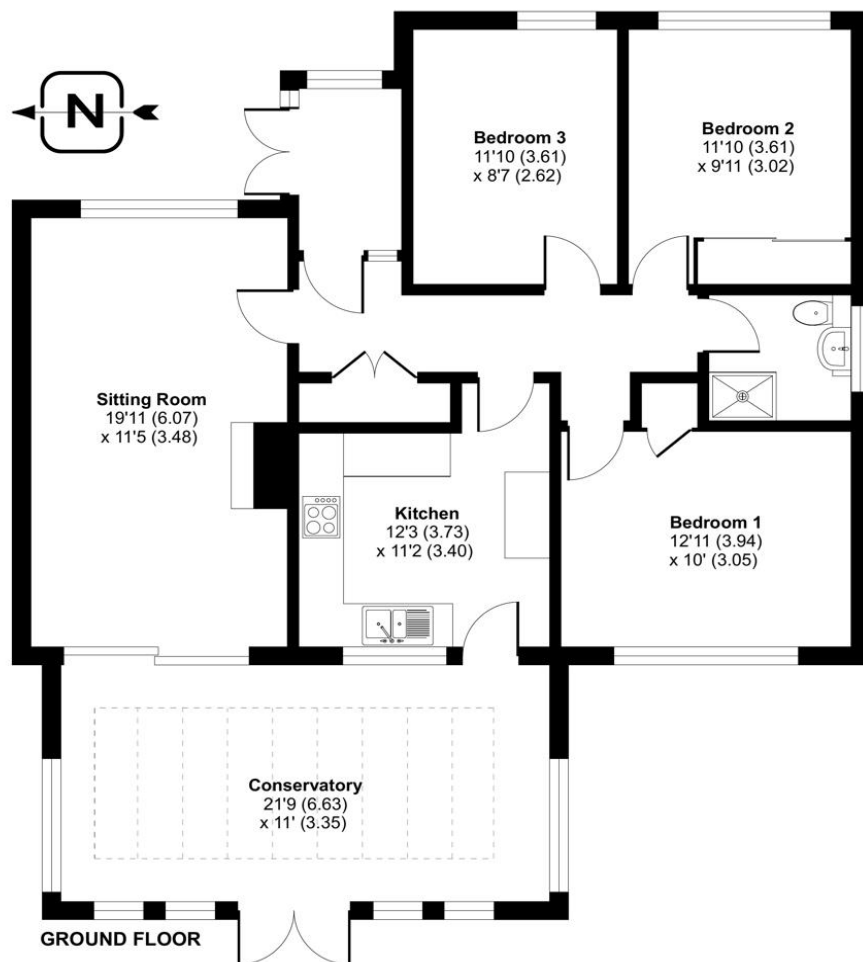 N
Bedroom 3
11'10 (3.61)
x 8'7 (2.62)
Bedroom 2
11'10 (3.61)
x 9'11 (3.02)
Sitting Room
19'11 (6.07)
x 11'5 (3.48)
Kitchen
12'3 (3.73)
x 11'2 (3.40)
Bedroom 1
12'11 (3.94)
x 10' (3.05)
Conservatory
21'9 (6.63)
x 11' (3.35)
GROUND FLOOR